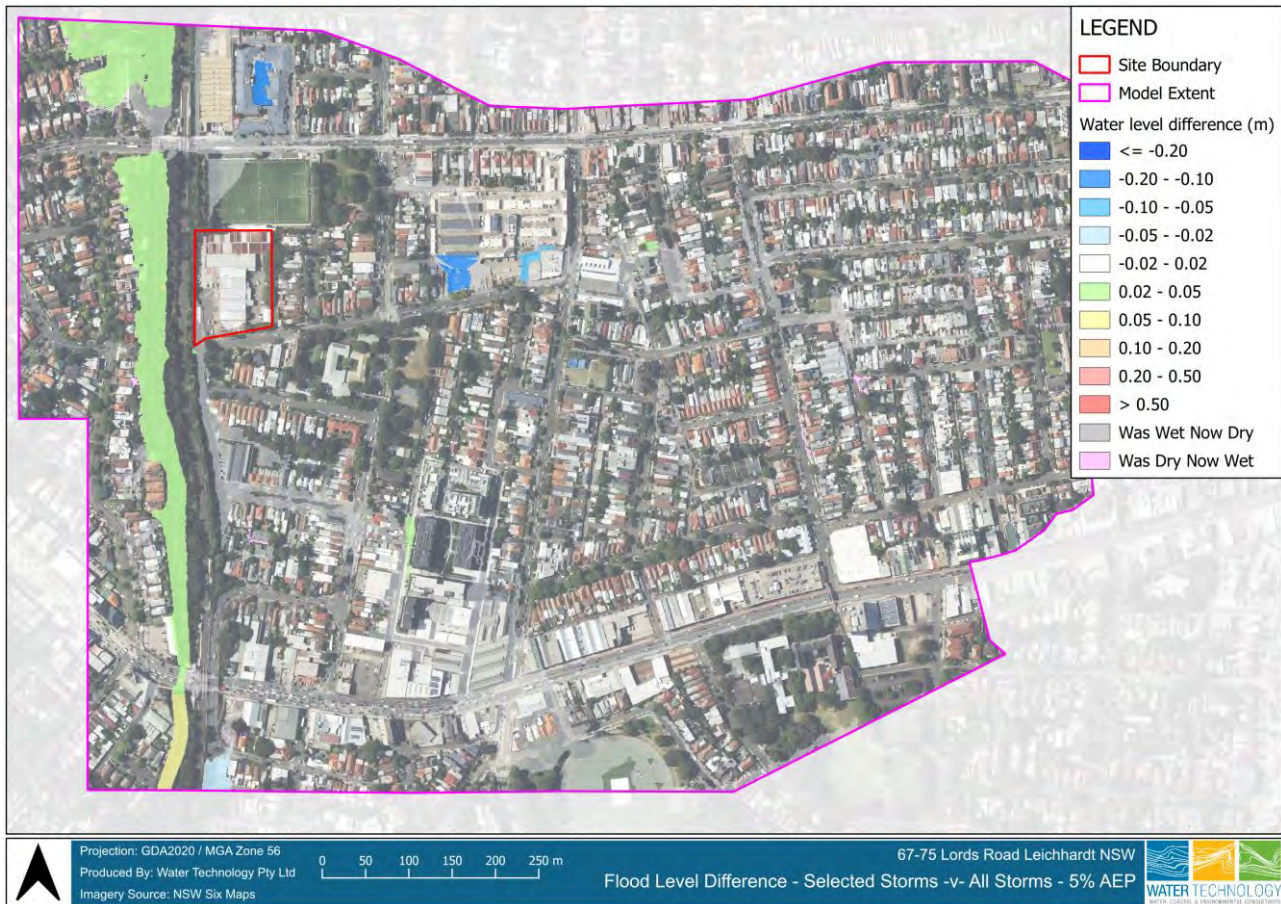 LEGEND
Site Boundary
Model Extent
Water level difference (m)
<= -0.20
-0.20 - -0.10
-0.10 - -0.05
-0.05 - -0.02
-0.02 - 0.02
0.02 - 0.05
0.05 - 0.10
0.10 - 0.20
0.20 - 0.50
> 0.50
Was Wet Now Dry
Was Dry Now Wet
Projection: GDA2020 / MGA Zone 56
Produced By: Water Technology Pty Ltd
Imagery Source: NSW Six Maps
0 50 100 150 200 250 m
67-75 Lords Road Leichhardt NSW
Flood Level Difference - Selected Storms -v- All Storms - 5% AEP
WATER TECHNOLOGY
WATER, COASTAL & ENVIRONMENTAL CONSULTANTS